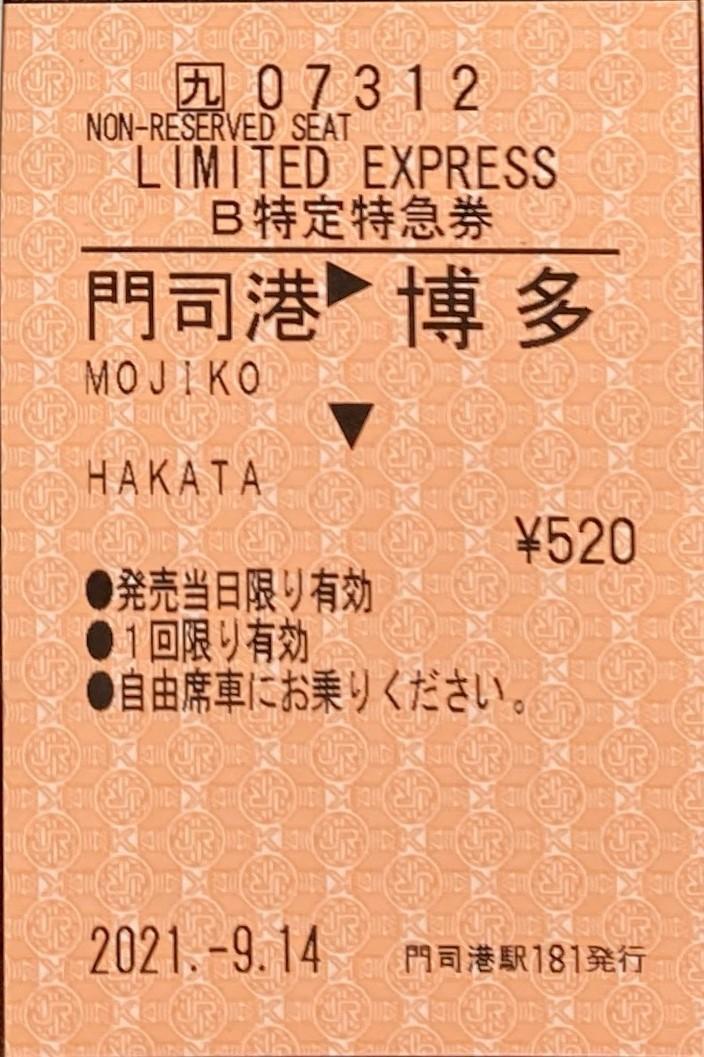 九 07312
NON-RESERVED SEAT
LIMITED EXPRESS
B特定特急券
門司港▶博多
MOJIKO
▼
HAKATA
¥520
●発売当日限り有効
●1回限り有効
●自由席車にお乗りください。
2021.-9.14 門司港駅181発行